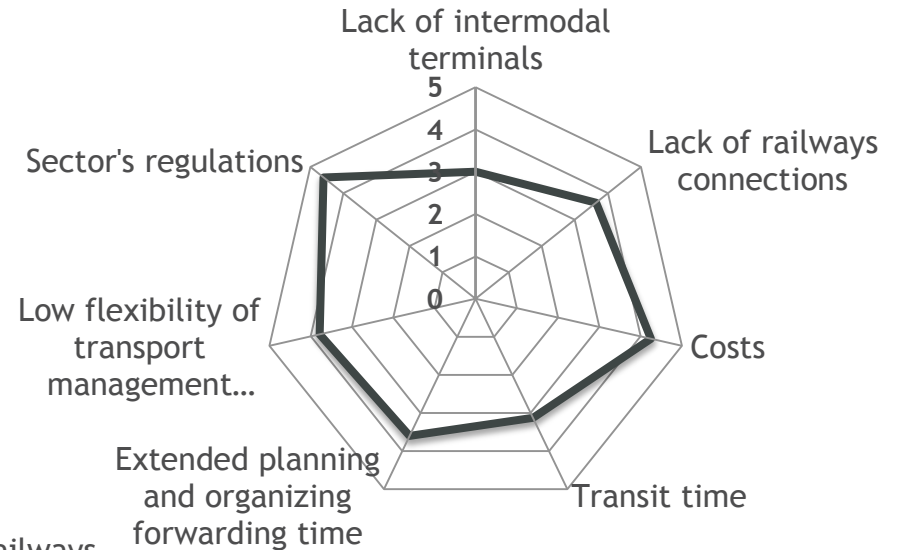 Lack of intermodal
terminals
5
4
3
2
1
0
Lack of railways
connections
Costs
Transit time
Extended planning
and organizing
forwarding time
Low flexibility of
transport
management...
Sector's regulations